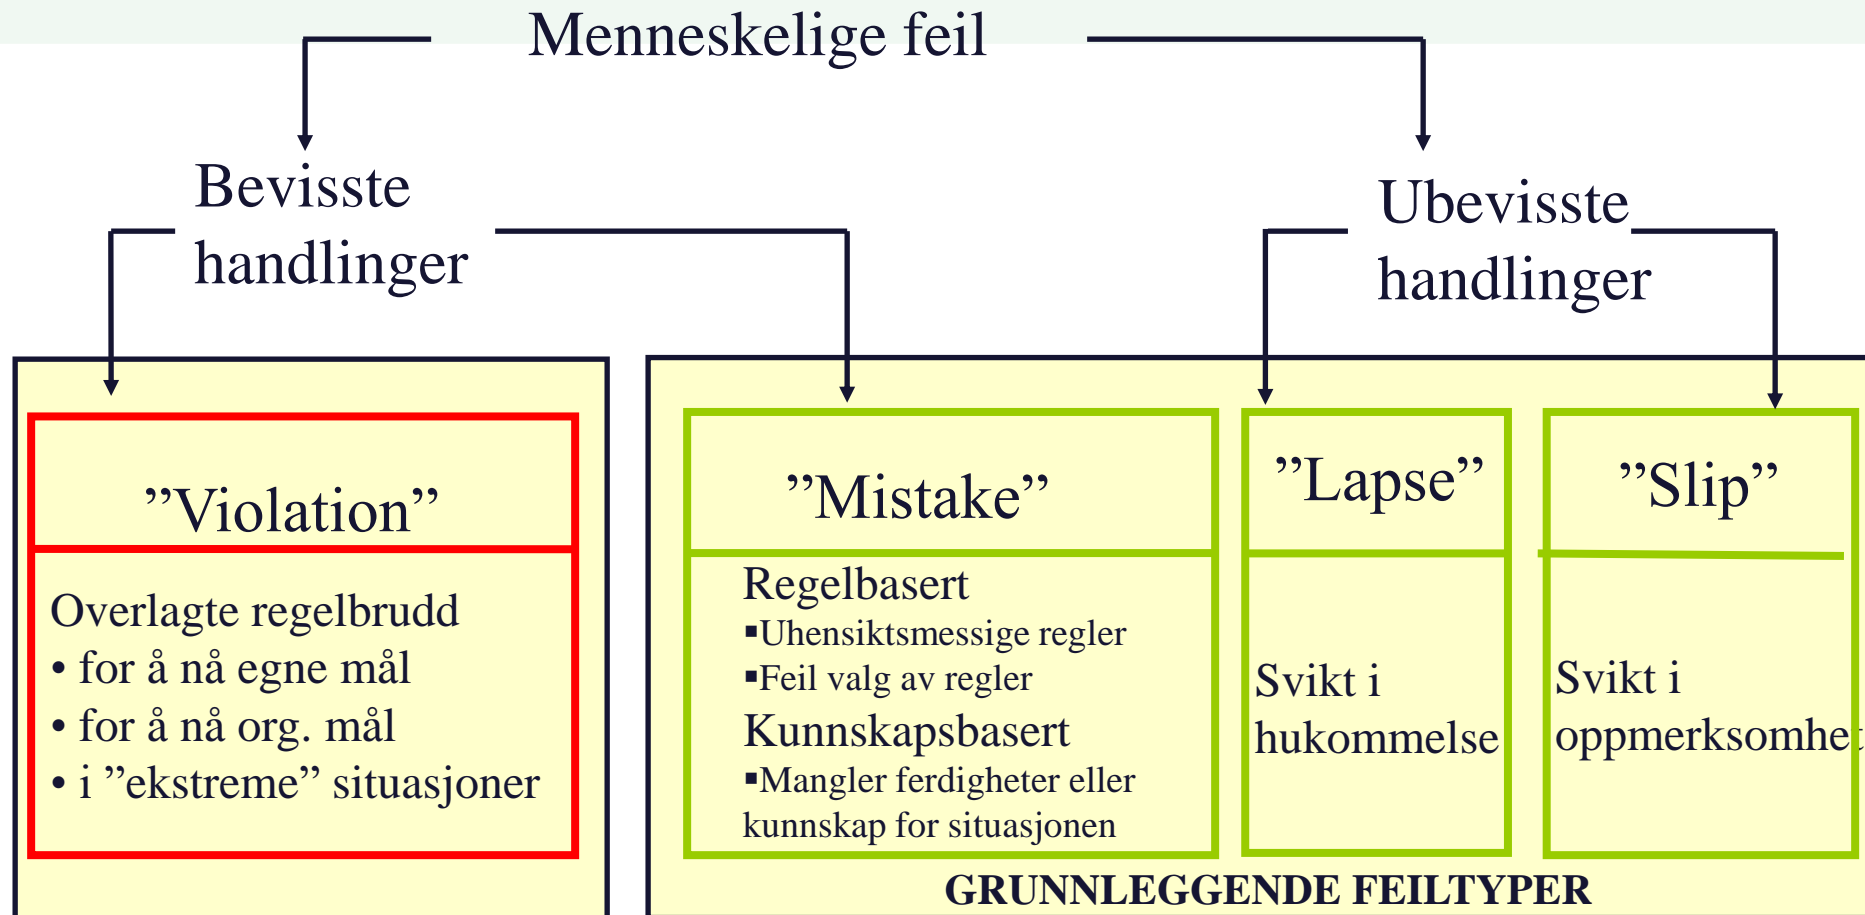 Menneskelige feil
Bevisste
handlinger
Ubevisste
handlinger
”Violation”
Overlagte regelbrudd
• for å nå egne mål
• for å nå org. mål
• i ”ekstreme” situasjoner
”Mistake”
Regelbasert
▪Uhensiktsmessige regler
▪Feil valg av regler
Kunnskapsbasert
▪Mangler ferdigheter eller
kunnskap for situasjonen
”Lapse”
Svikt i
hukommelse
”Slip”
Svikt i
oppmerksomhet
GRUNNLEGGENDE FEILTYPER